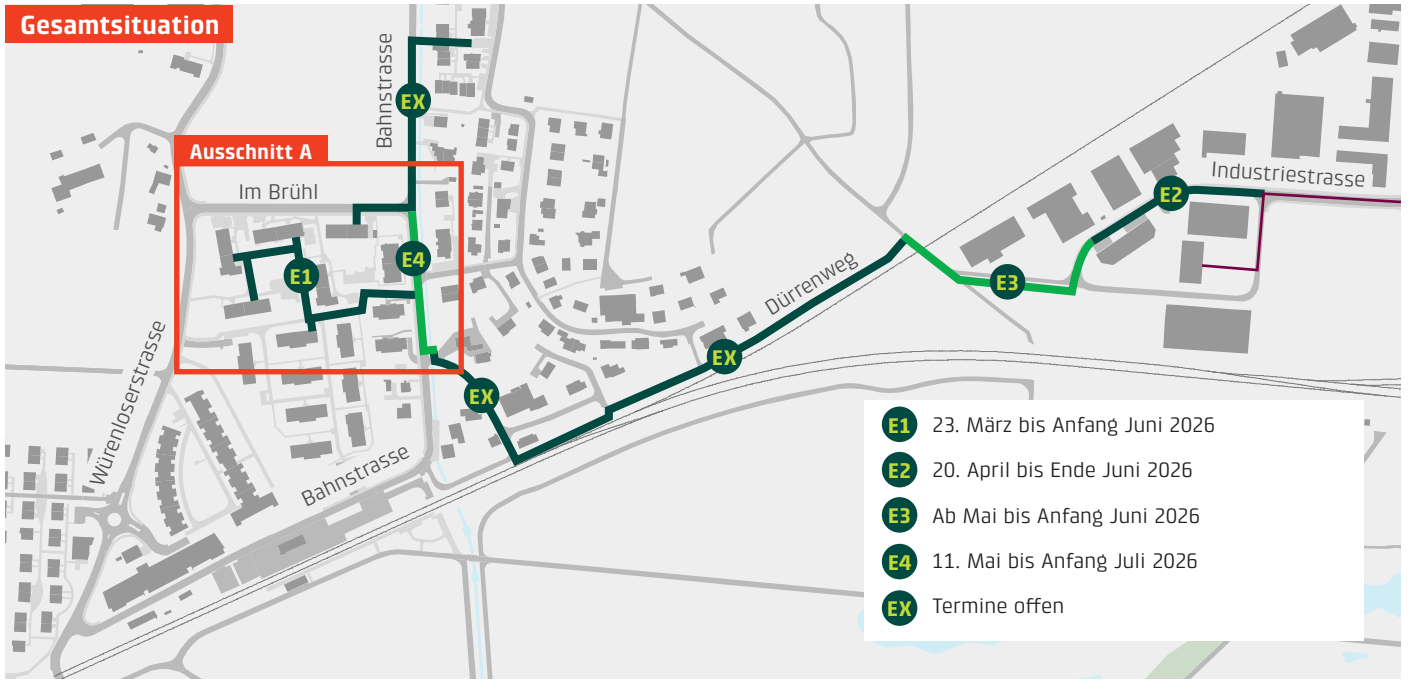 Gesamtsituation
Bahnstrasse
EX
Ausschnitt A
Im Brühl
Industriestrasse
E2
E4
E1
E3
Dürrenweg
EX
EX
Würenloserstrasse
Bahnstrasse
E1 23. März bis Anfang Juni 2026
E2 20. April bis Ende Juni 2026
E3 Ab Mai bis Anfang Juni 2026
E4 11. Mai bis Anfang Juli 2026
EX Termine offen